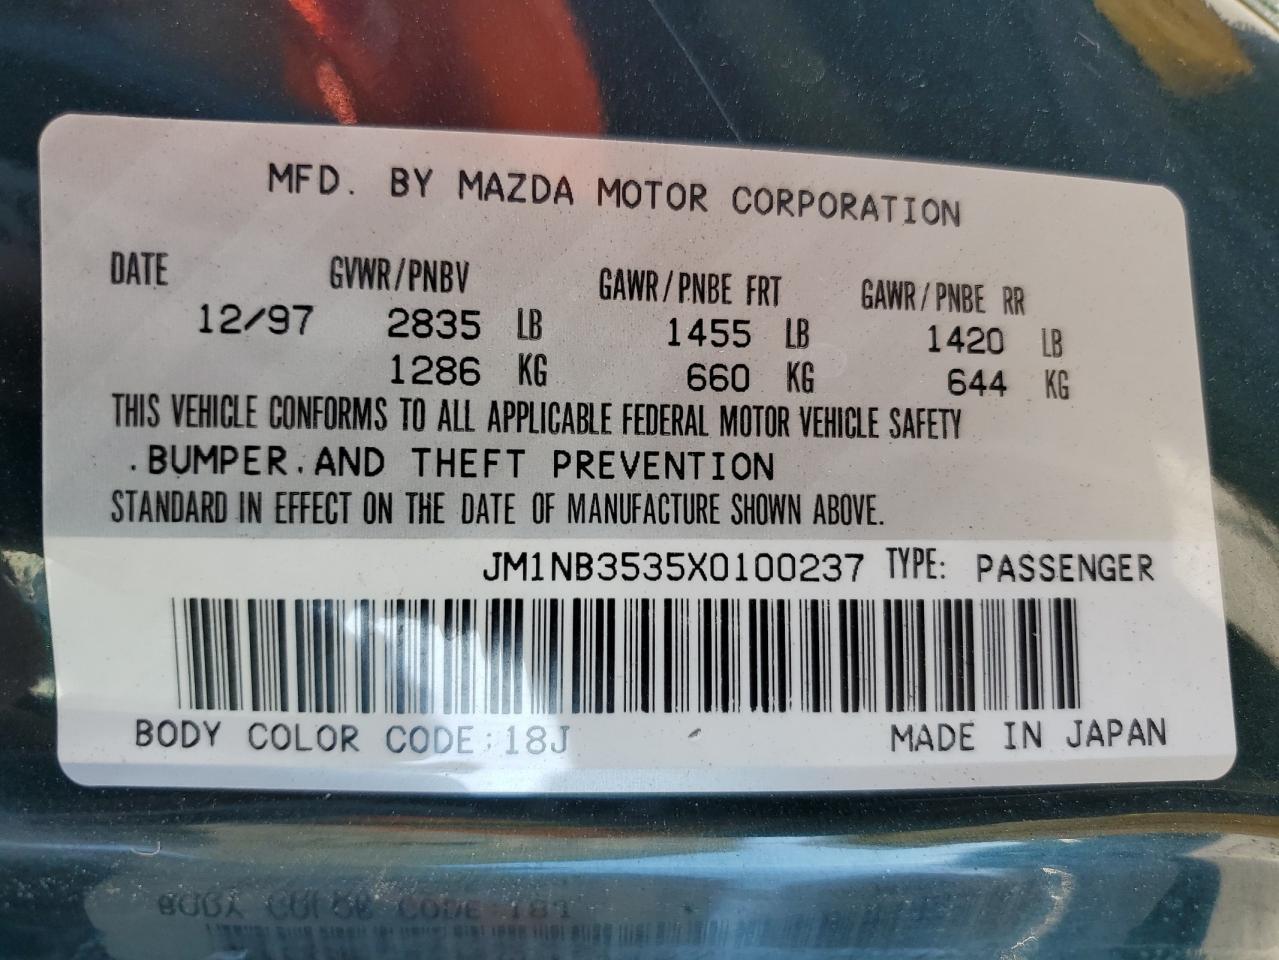 MFD. BY MAZDA MOTOR CORPORATION
DATE GVWR/PNBV GAWR/PNBE FRT GAWR/PNBE RR
12/97 2835 LB 1455 LB 1420 LB
1286 KG 660 KG 644 KG
THIS VEHICLE CONFORMS TO ALL APPLICABLE FEDERAL MOTOR VEHICLE SAFETY
.BUMPER.AND THEFT PREVENTION
STANDARD IN EFFECT ON THE DATE OF MANUFACTURE SHOWN ABOVE.
JM1NB3535X0100237 TYPE: PASSENGER
BODY COLOR CODE:18J MADE IN JAPAN